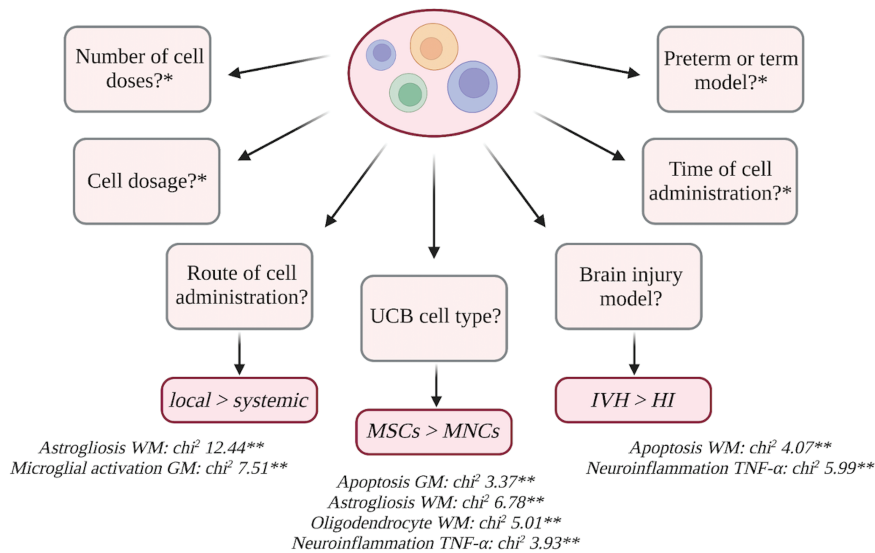 Number of cell
doses?*
Preterm or term
model?*
Cell dosage?*
Time of cell
administration?*
Route of cell
administration?
UCB cell type?
Brain injury
model?
local > systemic
MSCs > MNCs
IVH > HI
Astrogliosis WM: chi² 12.44**
Microglial activation GM: chi² 7.51**
Apoptosis GM: chi² 3.37**
Astrogliosis WM: chi² 6.78**
Oligodendrocyte WM: chi² 5.01**
Neuroinflammation TNF-α: chi² 3.93**
Apoptosis WM: chi² 4.07**
Neuroinflammation TNF-α: chi² 5.99**